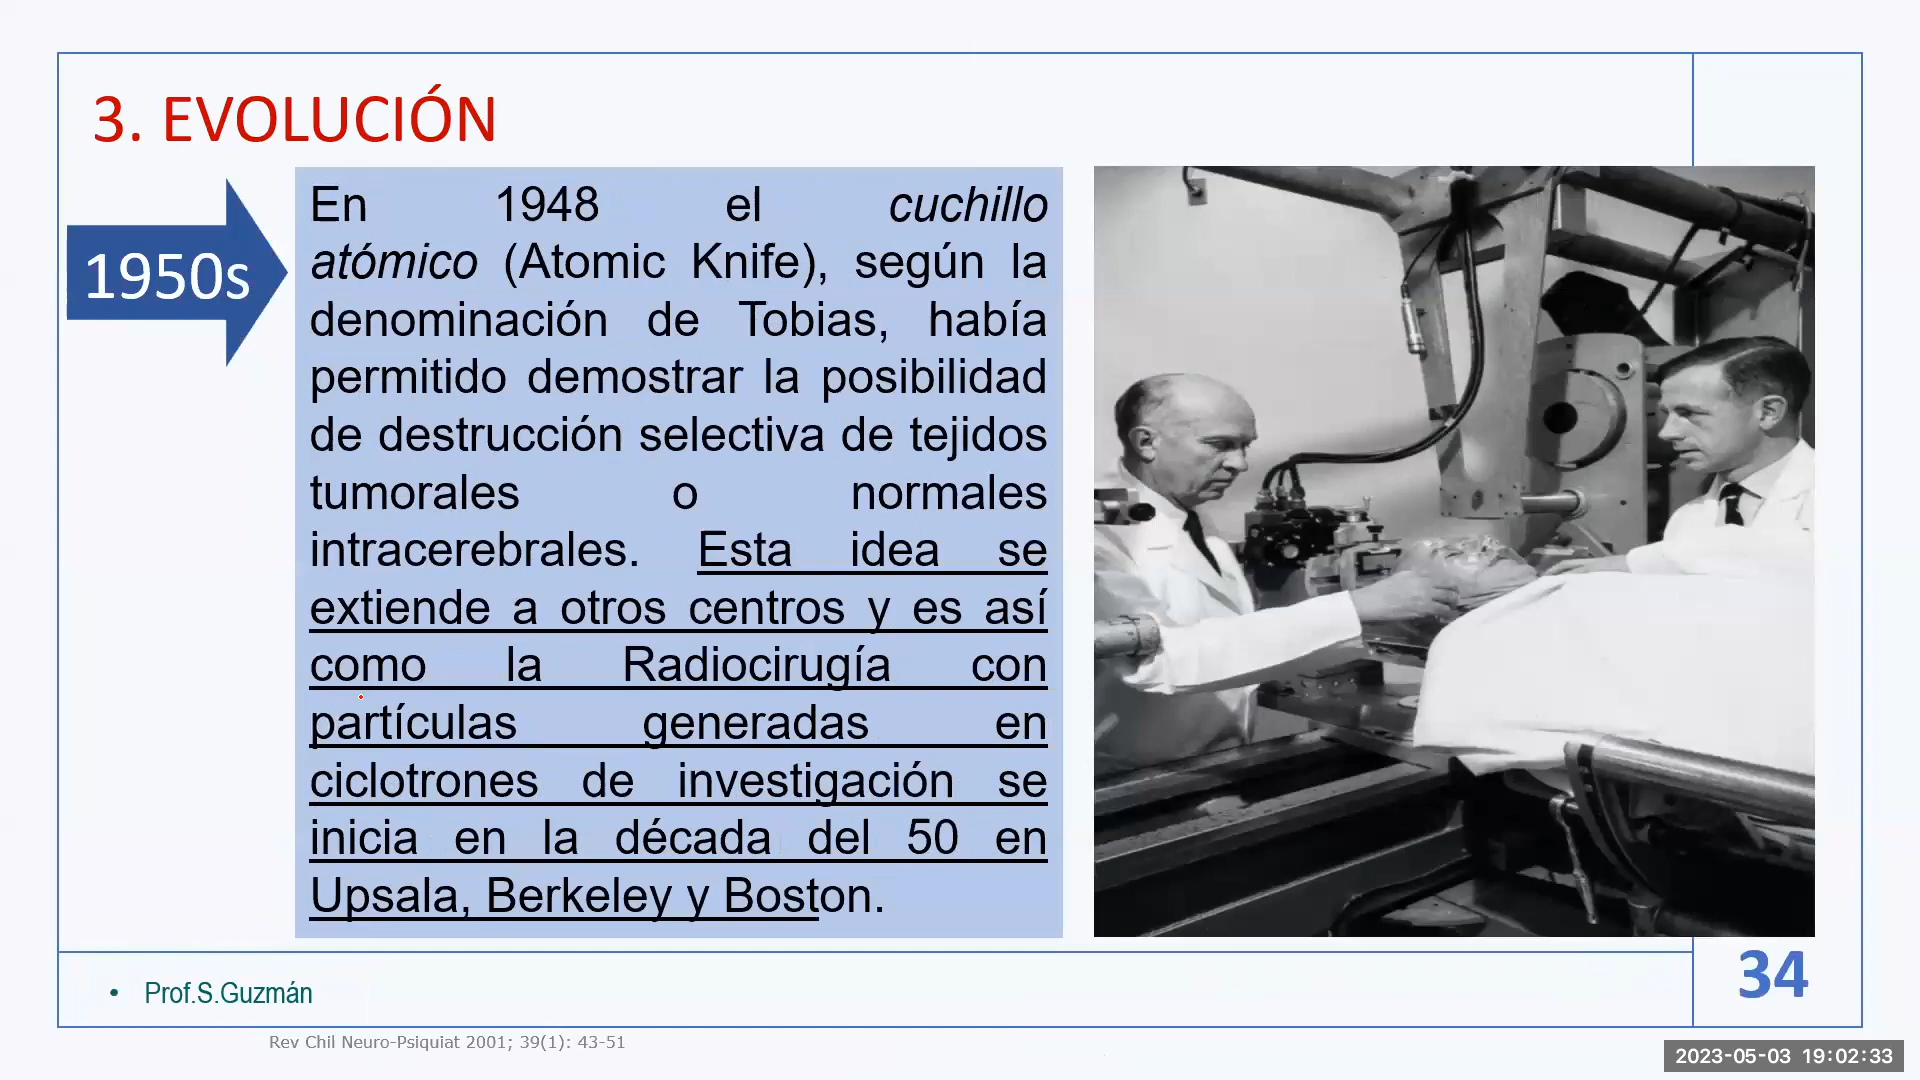 3. EVOLUCIÓN
1950s
En 1948 el cuchillo
atómico (Atomic Knife), según la
denominación de Tobias, había
permitido demostrar la posibilidad
de destrucción selectiva de tejidos
tumorales o normales
intracerebrales. Esta idea se
extiende a otros centros y es así
como la Radiocirugía con
partículas generadas en
ciclotrones de investigación se
inicia en la década del 50 en
Upsala, Berkeley y Boston.
34
• Prof.S.Guzmán
Rev Chil Neuro-Psiquiat 2001; 39(1): 43-51
2023-05-03 19:02:33